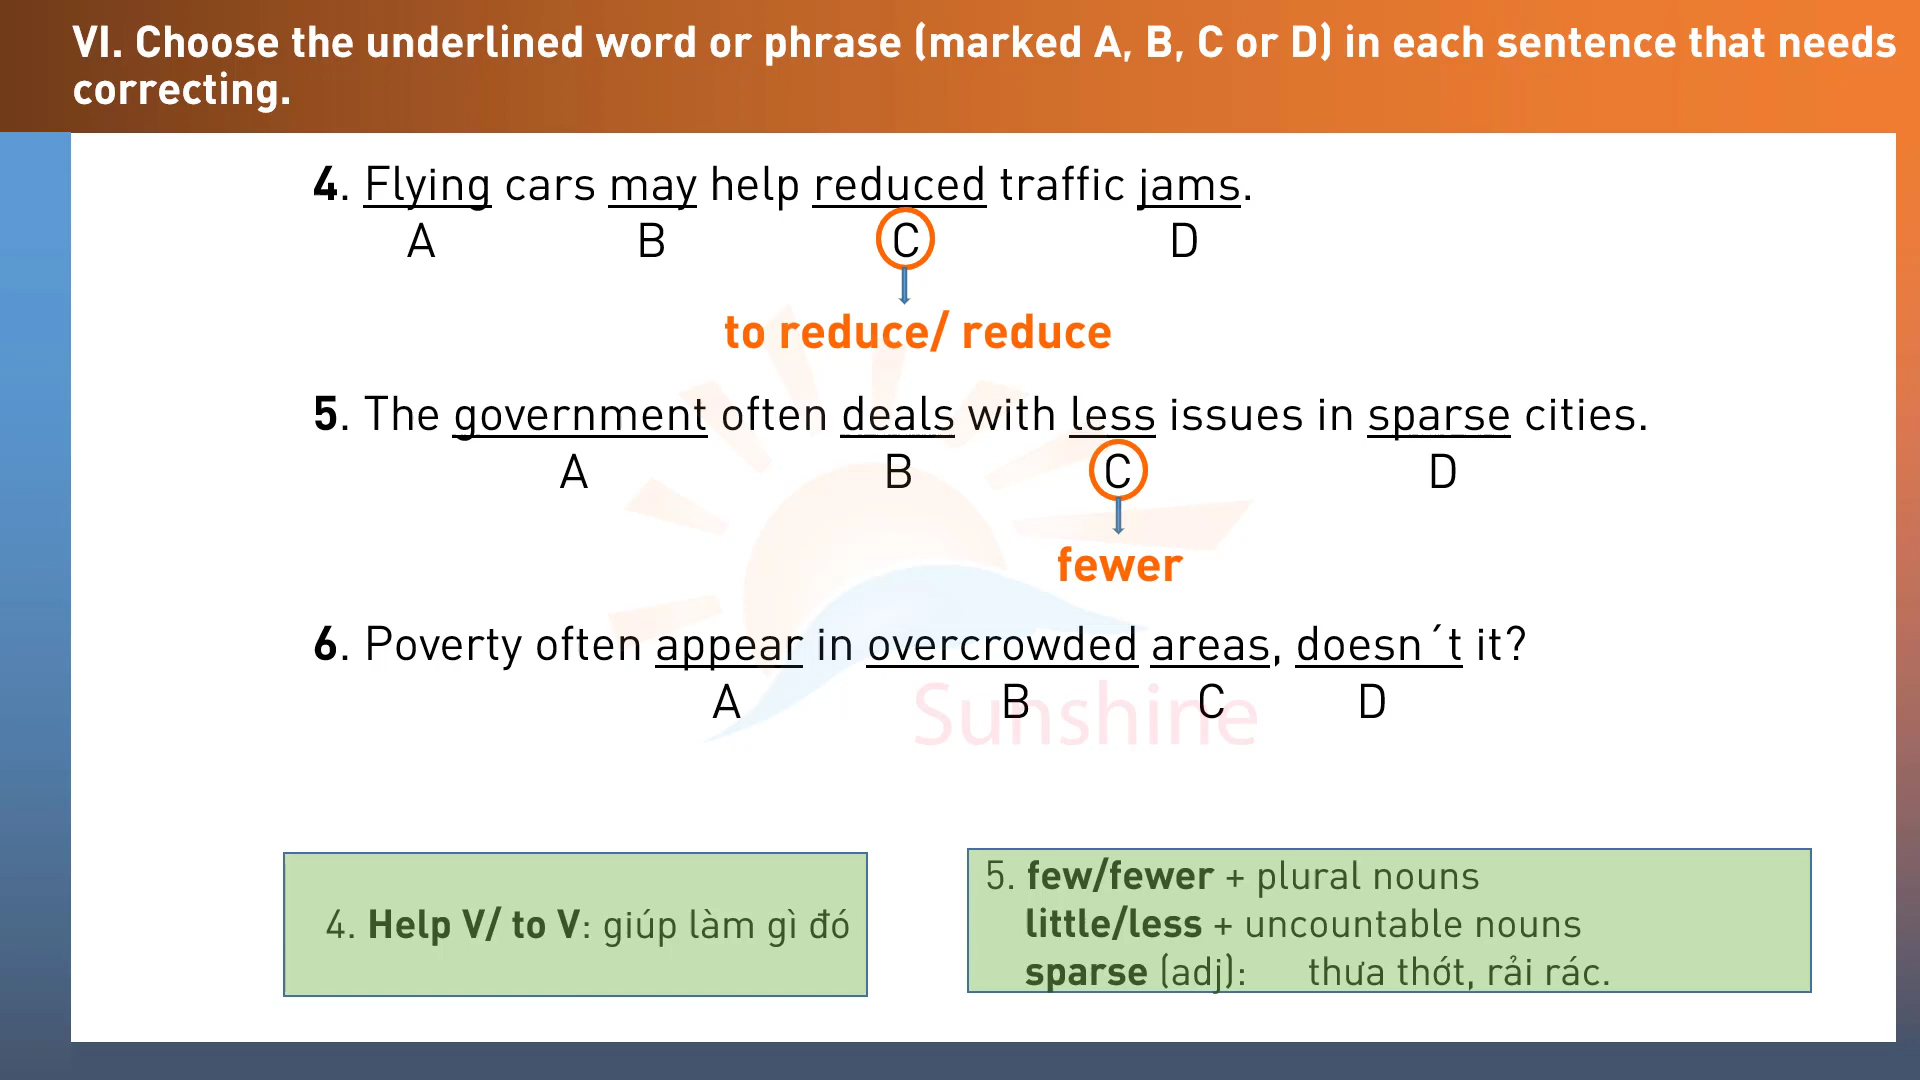 VI. Choose the underlined word or phrase (marked A, B, C or D) in each sentence that needs
correcting.
4. Flying cars may help reduced traffic jams.
A B C D
to reduce/ reduce
5. The government often deals with less issues in sparse cities.
A B C D
fewer
6. Poverty often appear in overcrowded areas, doesn´t it?
A B C D
Sunshine
4. Help V/ to V: giúp làm gì đó
5. few/fewer + plural nouns
little/less + uncountable nouns
sparse (adj): thưa thớt, rải rác.